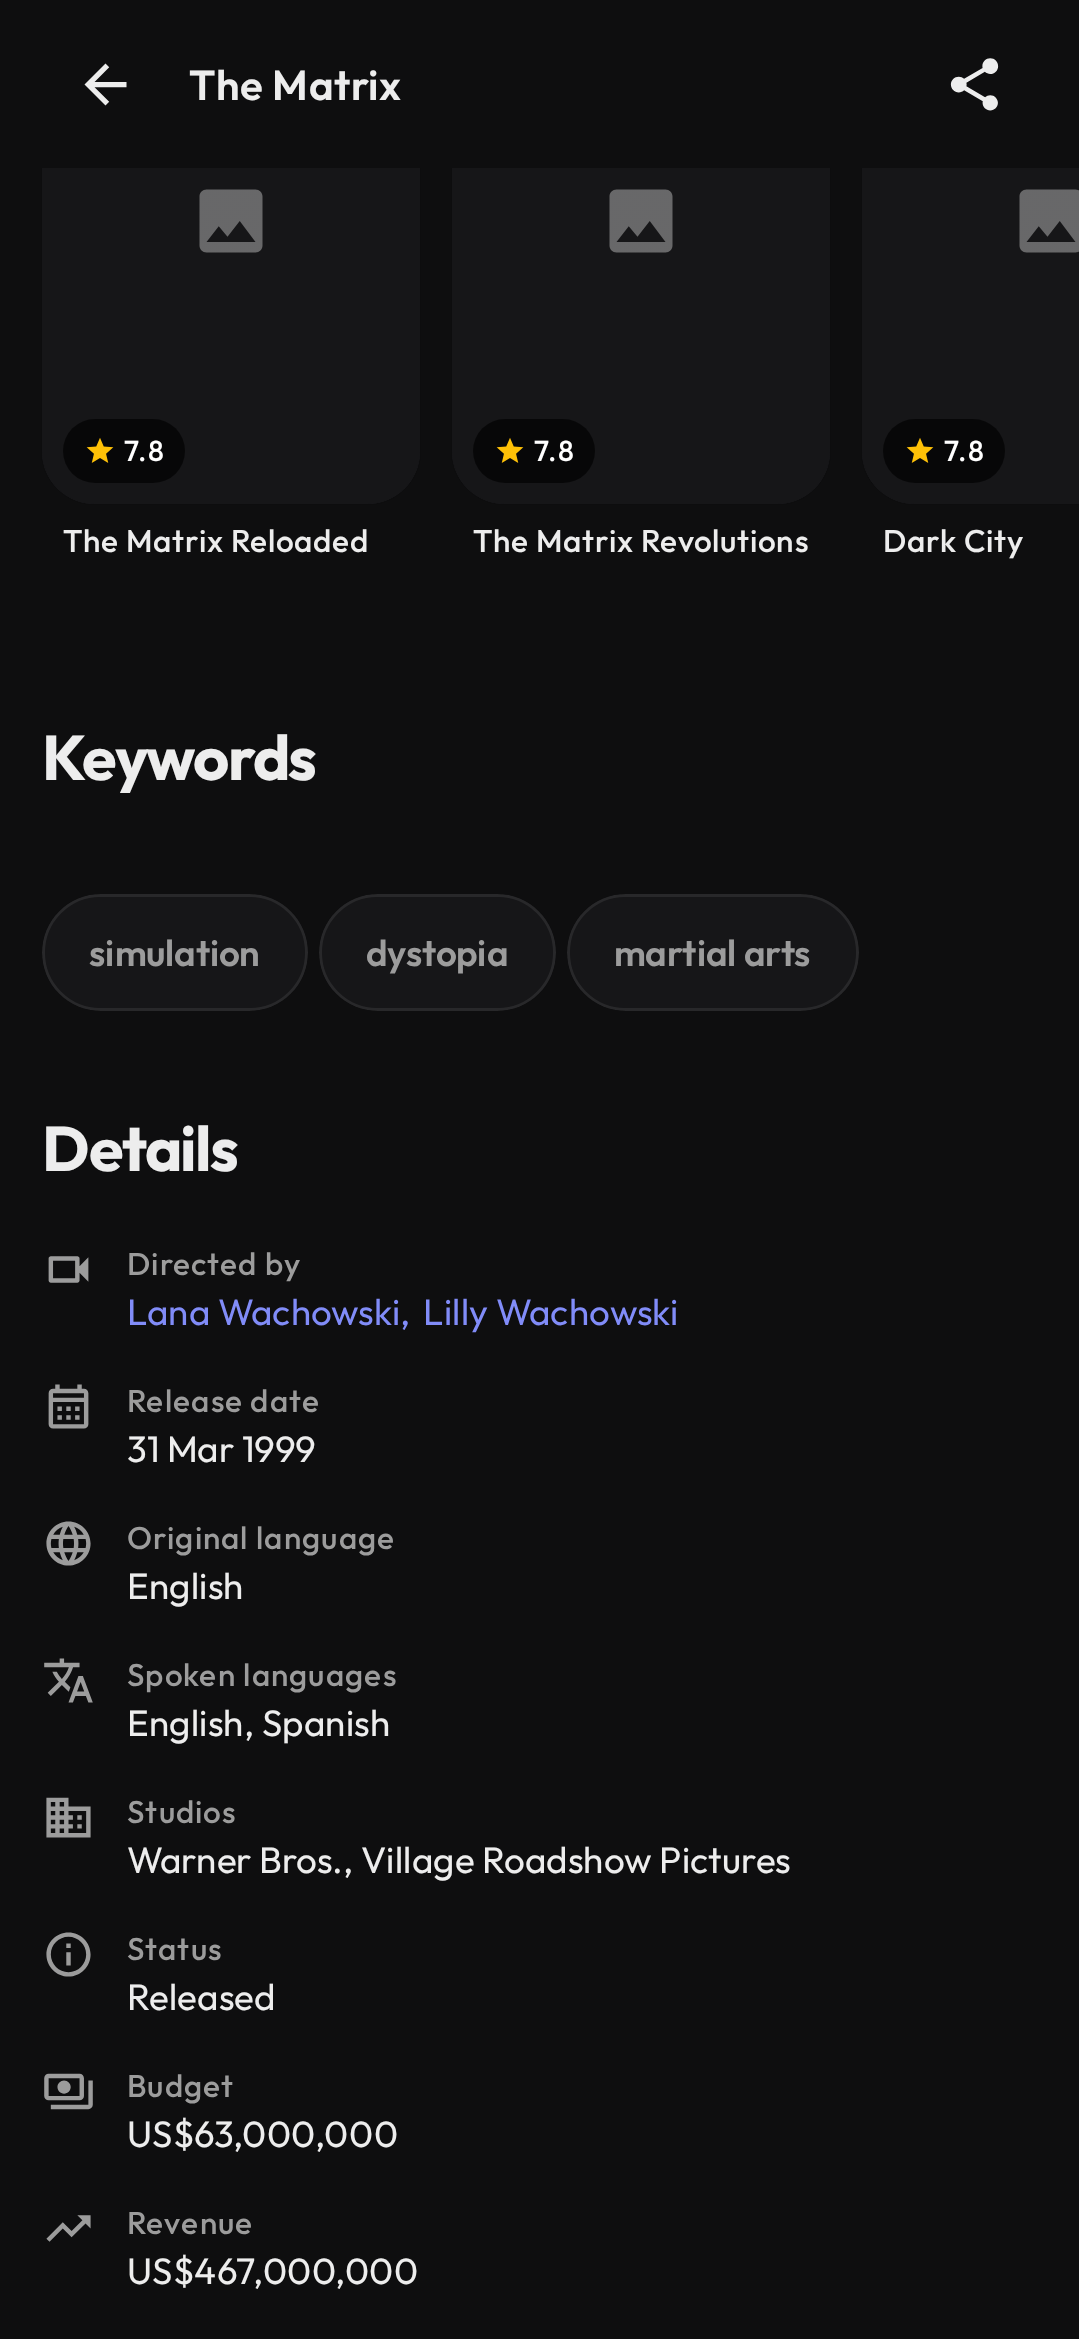 The Matrix
7.8
7.8
7.8
The Matrix Reloaded
The Matrix Revolutions
Dark City
Keywords
simulation
dystopia
martial arts
Details
Directed by
Lana Wachowski, Lilly Wachowski
Release date
31 Mar 1999
Original language
English
Spoken languages
English, Spanish
Studios
Warner Bros., Village Roadshow Pictures
Status
Released
Budget
US$63,000,000
Revenue
US$467,000,000